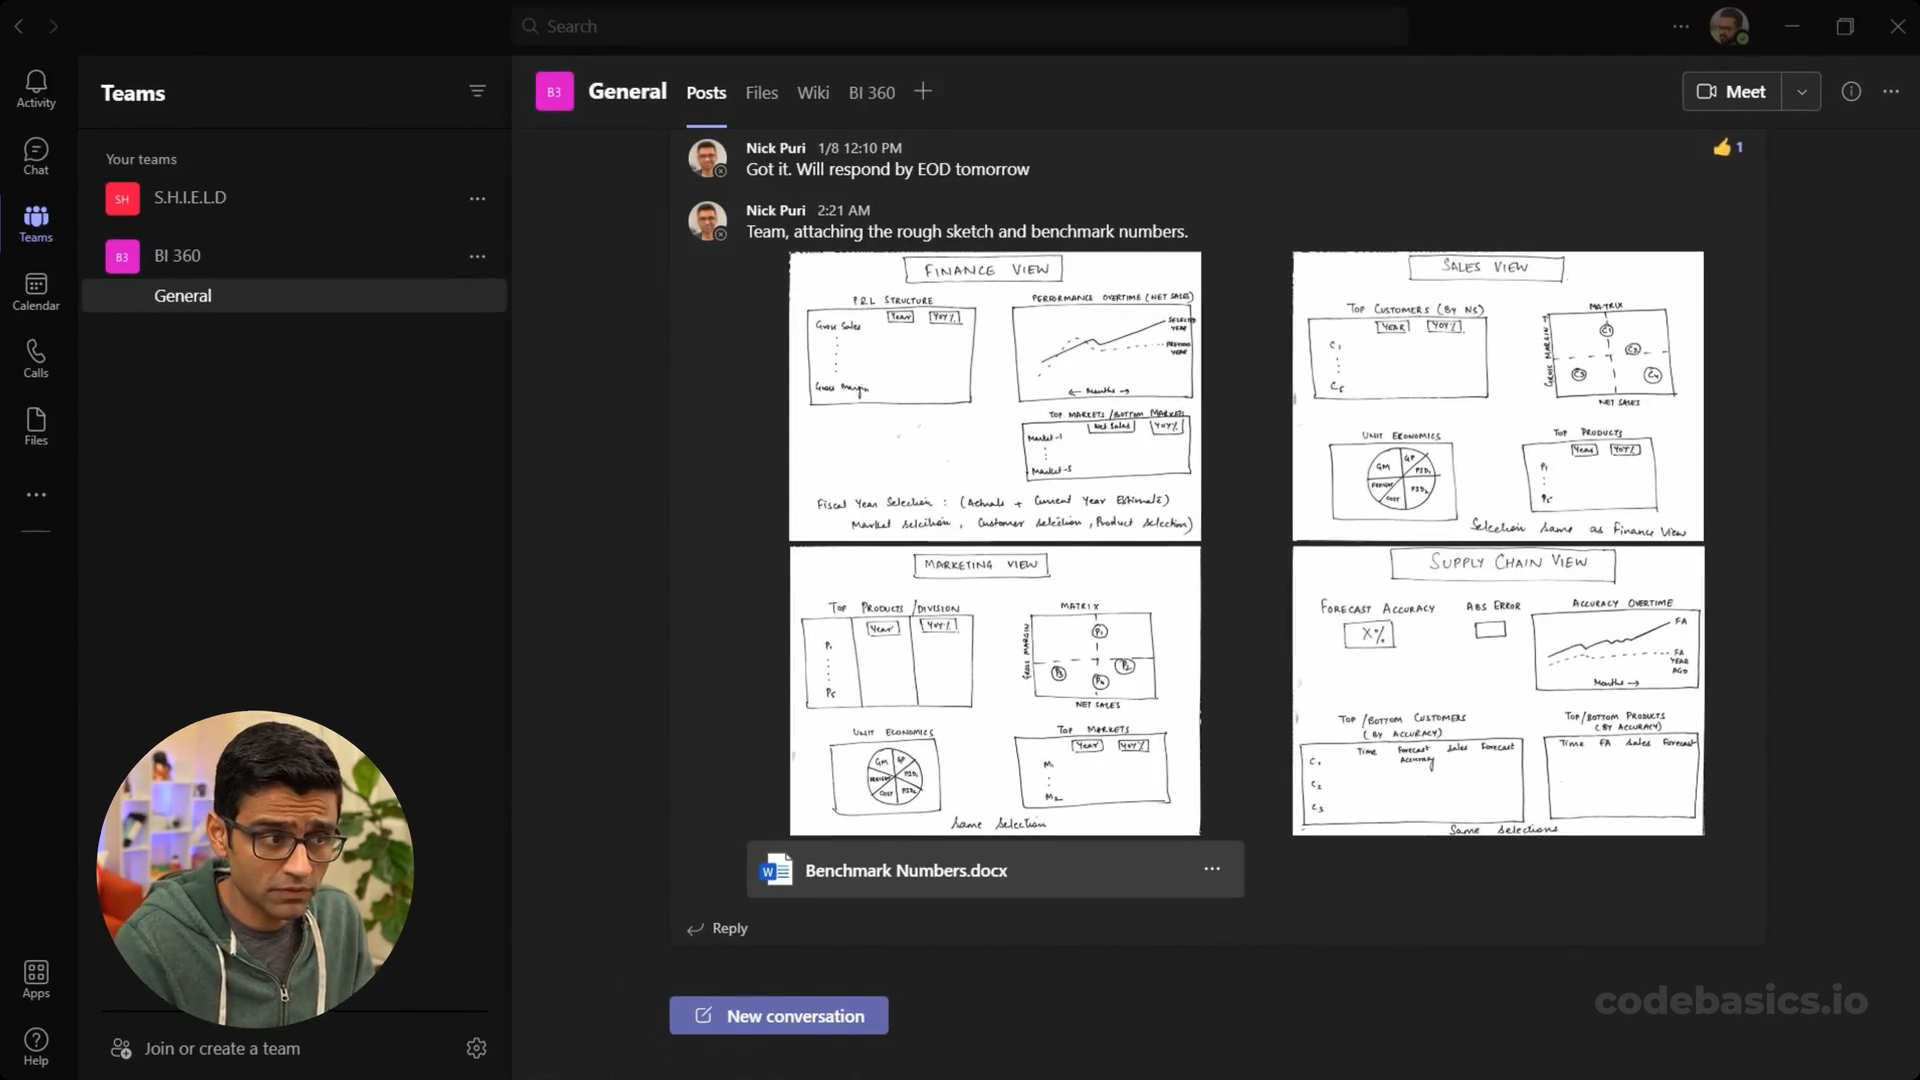 Search
Activity
Chat
Teams
Calendar
Calls
Files
Apps
Help
Teams
Your teams
SH
S.H.I.E.L.D
B3
BI 360
General
Join or create a team
B3
General
Posts
Files
Wiki
BI 360
Meet
Nick Puri 1/8 12:10 PM
Got it. Will respond by EOD tomorrow
1
Nick Puri 2:21 AM
Team, attaching the rough sketch and benchmark numbers.
FINANCE VIEW
P&L STRUCTURE
Year YOY%
Gross Sales
Gross Margin
PERFORMANCE OVERTIME (NET SALES)
SELECTED
YEAR
PREVIOUS
YEAR
← Months →
TOP MARKETS/BOTTOM MARKETS
Net Sales YOY%
Market-1
Market-5
Fiscal Year Selection : (Actuals + Current Year Estimate)
Market selection, Customer selection, Product selection)
SALES VIEW
TOP CUSTOMERS (BY NS)
YEAR YOY%
C1
C5
MATRIX
GROSS MARGIN →
C1
C2
C3
C4
NET SALES
UNIT ECONOMICS
GM
GP
PID1
FREIGHT
COST
PID2
TOP PRODUCTS
Year YOY%
P1
P5
Selection same as Finance View
MARKETING VIEW
TOP PRODUCTS/DIVISION
Year YOY%
P1
P5
MATRIX
GROSS MARGIN
P1
P2
P3
P4
NET SALES
UNIT ECONOMICS
GM
GP
PID1
FREIGHT
COST
PID2
TOP MARKETS
Year YOY%
M1
M2
Same selection
SUPPLY CHAIN VIEW
FORECAST ACCURACY
X%
ABS ERROR
ACCURACY OVERTIME
FA
FA
YEAR
AGO
Months →
TOP/BOTTOM CUSTOMERS
(BY ACCURACY)
Time Forecast Accuracy Sales Forecast
C1
C2
C3
TOP/BOTTOM PRODUCTS
(BY ACCURACY)
Time FA Sales Forecast
Same selections
Benchmark Numbers.docx
Reply
New conversation
codebasics.io